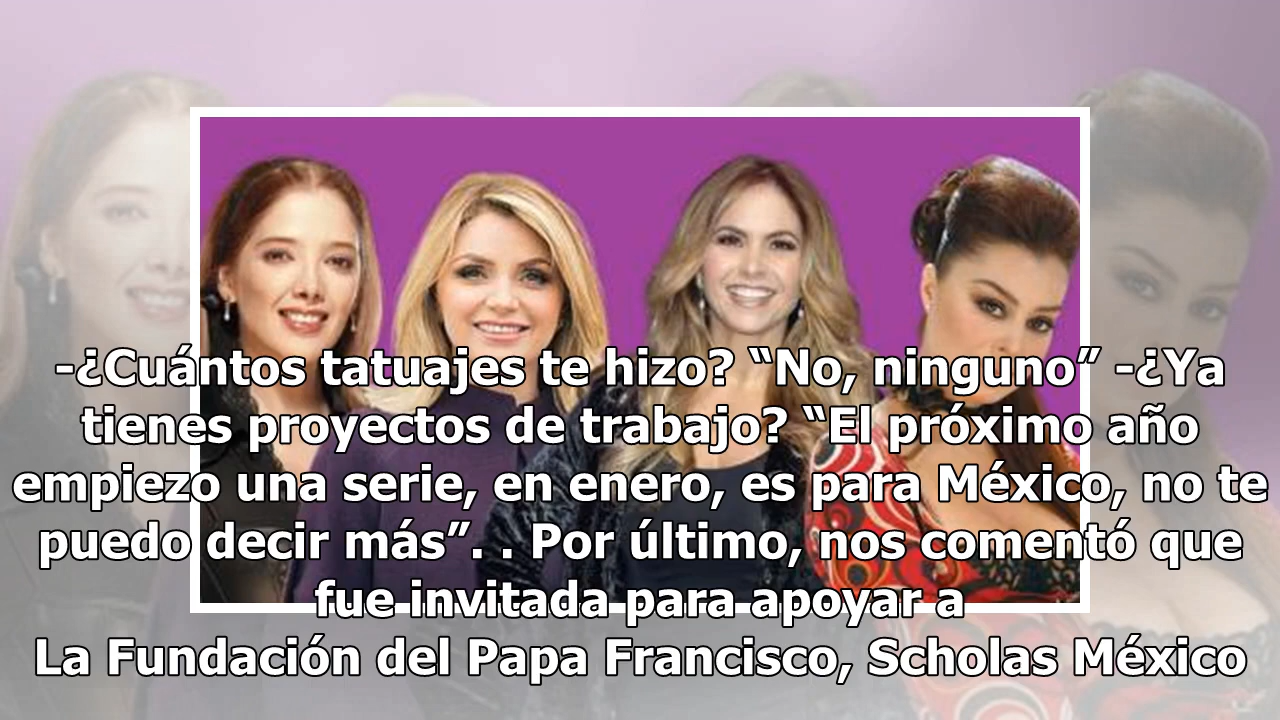 -¿Cuántos tatuajes te hizo? “No, ninguno” -¿Ya
tienes proyectos de trabajo? “El próximo año
empiezo una serie, en enero, es para México, no te
puedo decir más”. . Por último, nos comentó que
fue invitada para apoyar a
La Fundación del Papa Francisco, Scholas México